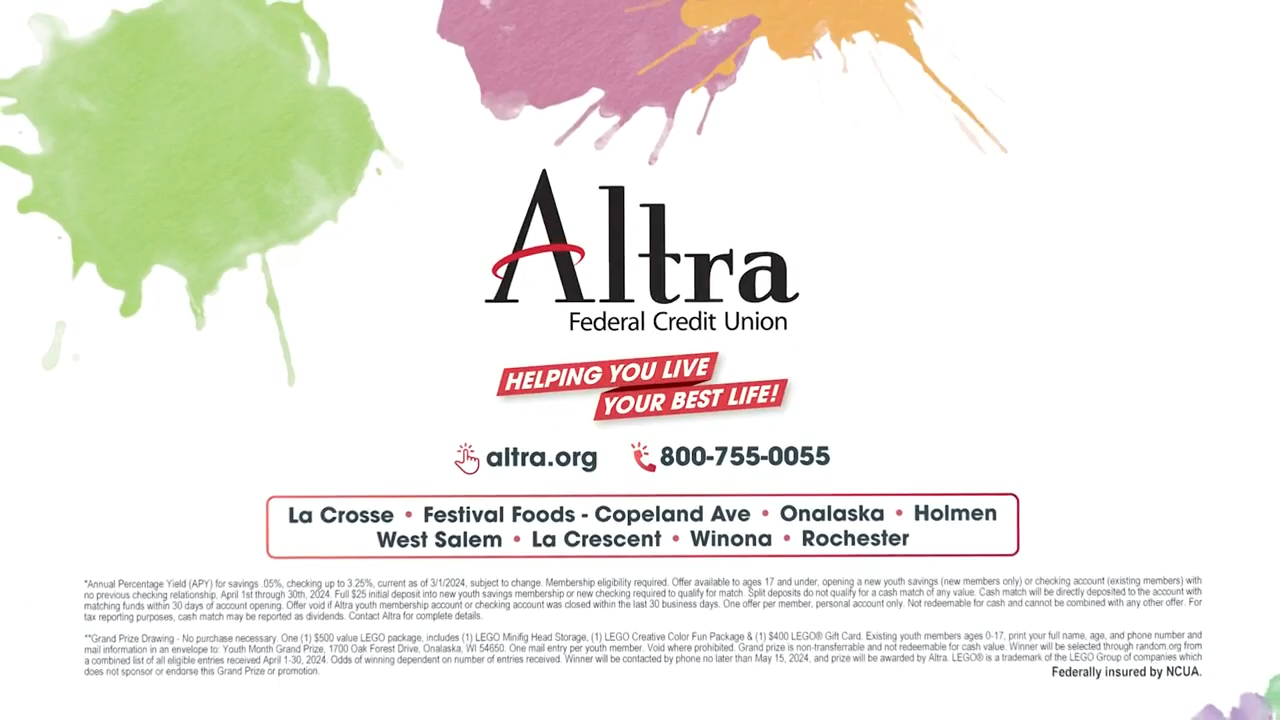 Altra
Federal Credit Union
HELPING YOU LIVE
YOUR BEST LIFE!
altra.org 800-755-0055
La Crosse • Festival Foods - Copeland Ave • Onalaska • Holmen
West Salem • La Crescent • Winona • Rochester
*Annual Percentage Yield (APY) for savings .05%, checking up to 3.25%, current as of 3/1/2024, subject to change. Membership eligibility required. Offer available to ages 17 and under, opening a new youth savings (new members only) or checking account (existing members) with
no previous checking relationship, April 1st through 30th, 2024. Full $25 initial deposit into new youth savings membership or new checking required to qualify for match. Split deposits do not qualify for a cash match of any value. Cash match will be directly deposited to the account with
matching funds within 30 days of account opening. Offer void if Altra youth membership account or checking account was closed within the last 30 business days. One offer per member, personal account only. Not redeemable for cash and cannot be combined with any other offer. For
tax reporting purposes, cash match may be reported as dividends. Contact Altra for complete details.
**Grand Prize Drawing - No purchase necessary. One (1) $500 value LEGO package, includes (1) LEGO Minifig Head Storage, (1) LEGO Creative Color Fun Package & (1) $400 LEGO® Gift Card. Existing youth members ages 0-17, print your full name, age, and phone number and
mail information in an envelope to: Youth Month Grand Prize, 1700 Oak Forest Drive, Onalaska, WI 54650. One mail entry per youth member. Void where prohibited. Grand prize is non-transferrable and not redeemable for cash value. Winner will be selected through random.org from
a combined list of all eligible entries received April 1-30, 2024. Odds of winning dependent on number of entries received. Winner will be contacted by phone no later than May 15, 2024, and prize will be awarded by Altra. LEGO® is a trademark of the LEGO Group of companies which
does not sponsor or endorse this Grand Prize or promotion.
Federally insured by NCUA.